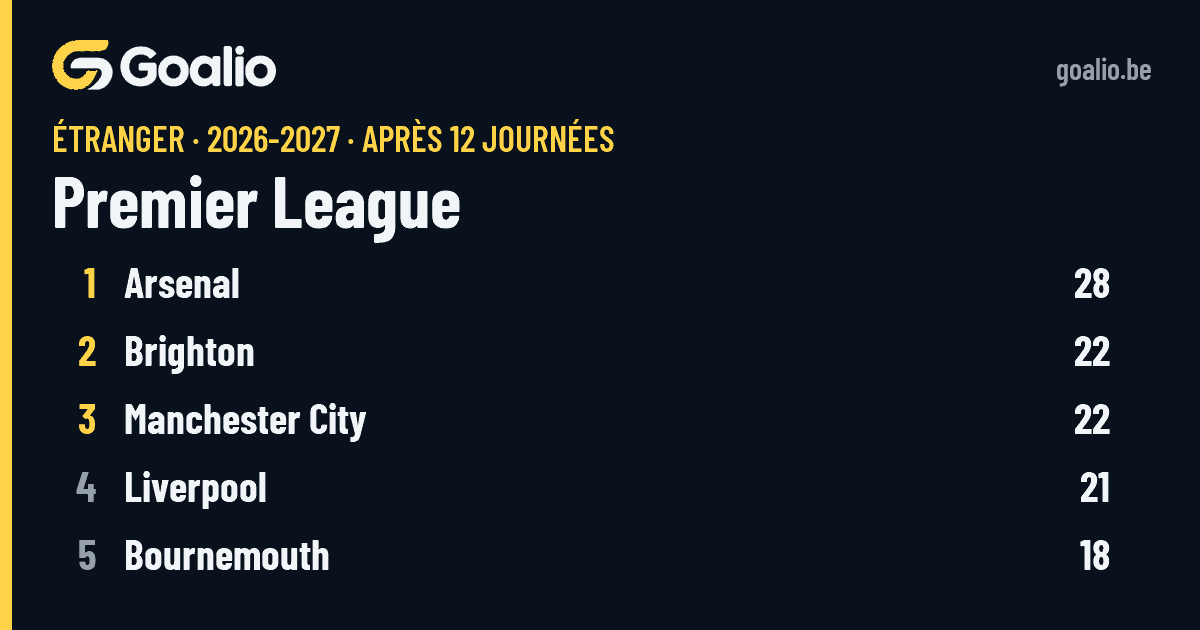 Goalio
goalio.be
ÉTRANGER · 2026-2027 · APRÈS 12 JOURNÉES
Premier League
1 Arsenal 28
2 Brighton 22
3 Manchester City 22
4 Liverpool 21
5 Bournemouth 18